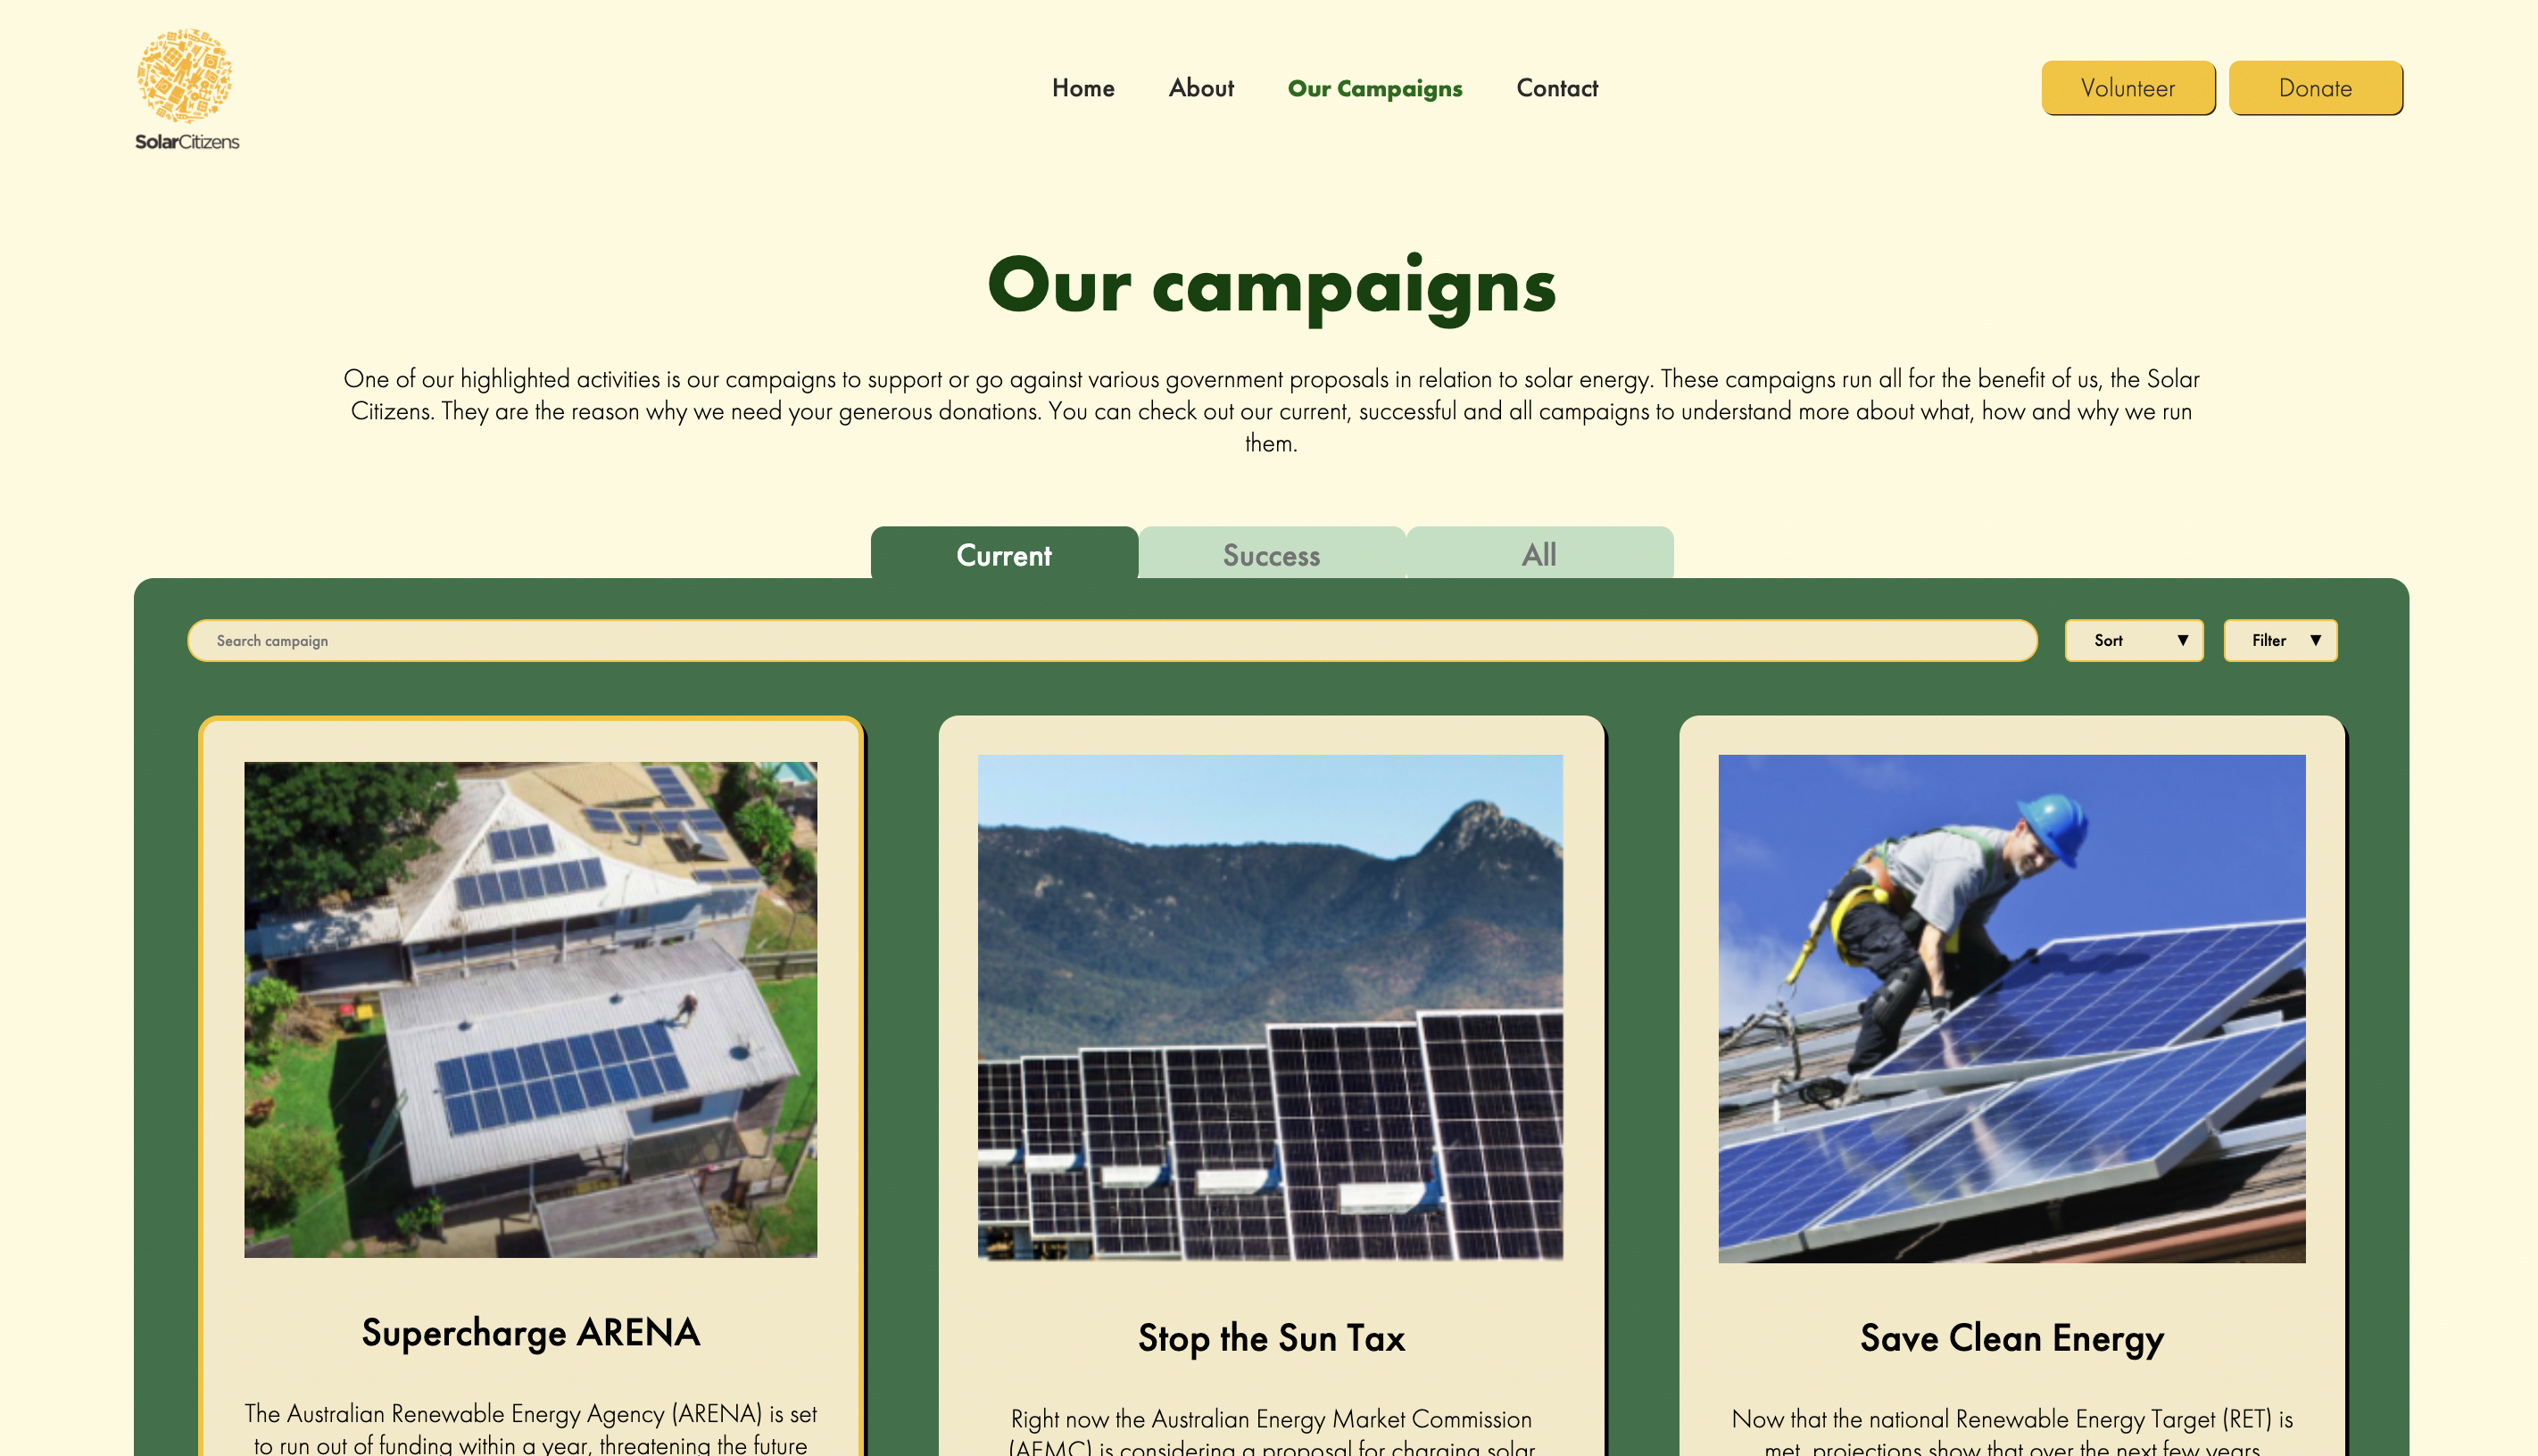 SolarCitizens
Home
About
Our Campaigns
Contact
Volunteer
Donate
Our campaigns
One of our highlighted activities is our campaigns to support or go against various government proposals in relation to solar energy. These campaigns run all for the benefit of us, the Solar
Citizens. They are the reason why we need your generous donations. You can check out our current, successful and all campaigns to understand more about what, how and why we run
them.
Current
Success
All
Search campaign
Sort ▼
Filter ▼
Supercharge ARENA
The Australian Renewable Energy Agency (ARENA) is set
to run out of funding within a year, threatening the future
Stop the Sun Tax
Right now the Australian Energy Market Commission
(AEMC) is considering a proposal for charging solar
Save Clean Energy
Now that the national Renewable Energy Target (RET) is
met, projections show that over the next few years